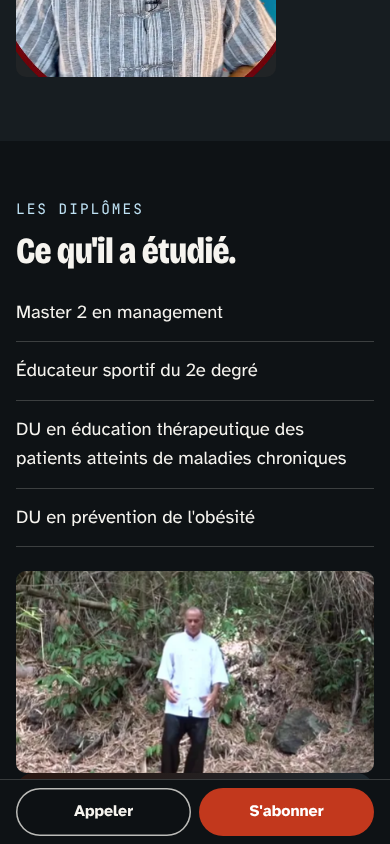 LES DIPLÔMES
Ce qu'il a étudié.
Master 2 en management
Éducateur sportif du 2e degré
DU en éducation thérapeutique des
patients atteints de maladies chroniques
DU en prévention de l'obésité
Appeler
S'abonner